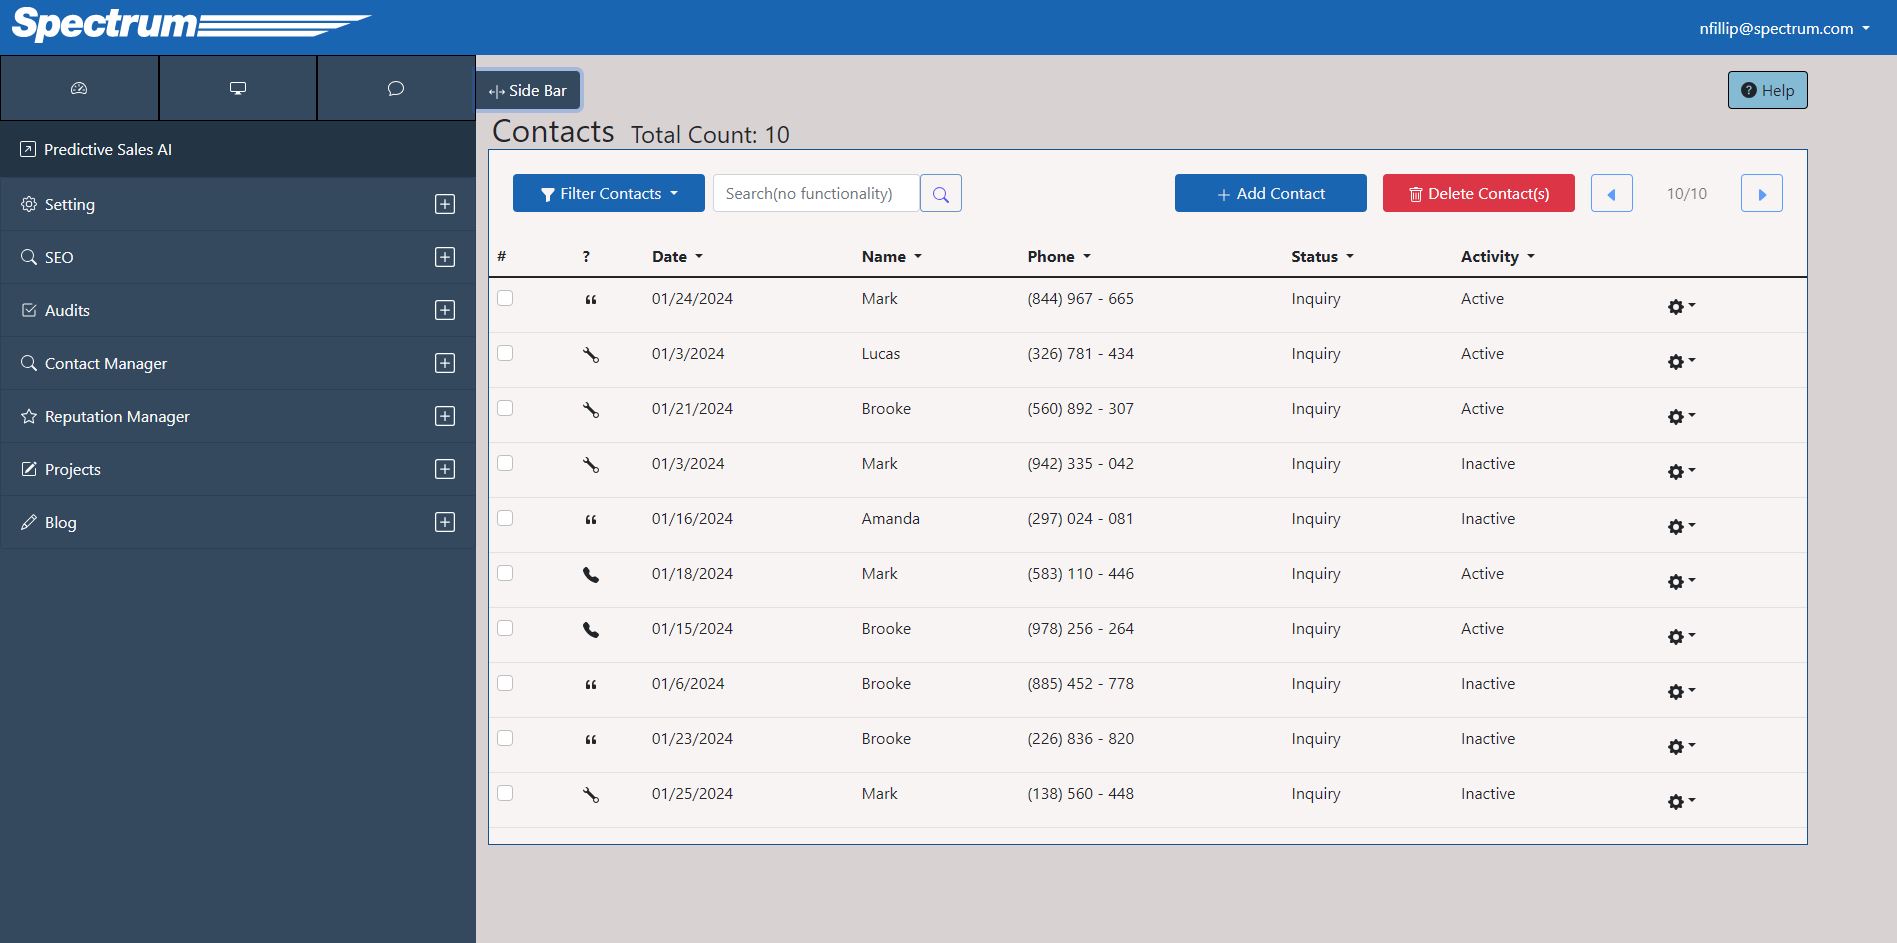 Spectrum
nfillip@spectrum.com
Side Bar
Help
Contacts Total Count: 10
Predictive Sales AI
Setting
SEO
Audits
Contact Manager
Reputation Manager
Projects
Blog
Filter Contacts Search(no functionality) + Add Contact Delete Contact(s) 10/10
# ? Date Name Phone Status Activity
“ 01/24/2024 Mark (844) 967 - 665 Inquiry Active
01/3/2024 Lucas (326) 781 - 434 Inquiry Active
01/21/2024 Brooke (560) 892 - 307 Inquiry Active
01/3/2024 Mark (942) 335 - 042 Inquiry Inactive
“ 01/16/2024 Amanda (297) 024 - 081 Inquiry Inactive
01/18/2024 Mark (583) 110 - 446 Inquiry Active
01/15/2024 Brooke (978) 256 - 264 Inquiry Active
“ 01/6/2024 Brooke (885) 452 - 778 Inquiry Inactive
“ 01/23/2024 Brooke (226) 836 - 820 Inquiry Inactive
01/25/2024 Mark (138) 560 - 448 Inquiry Inactive